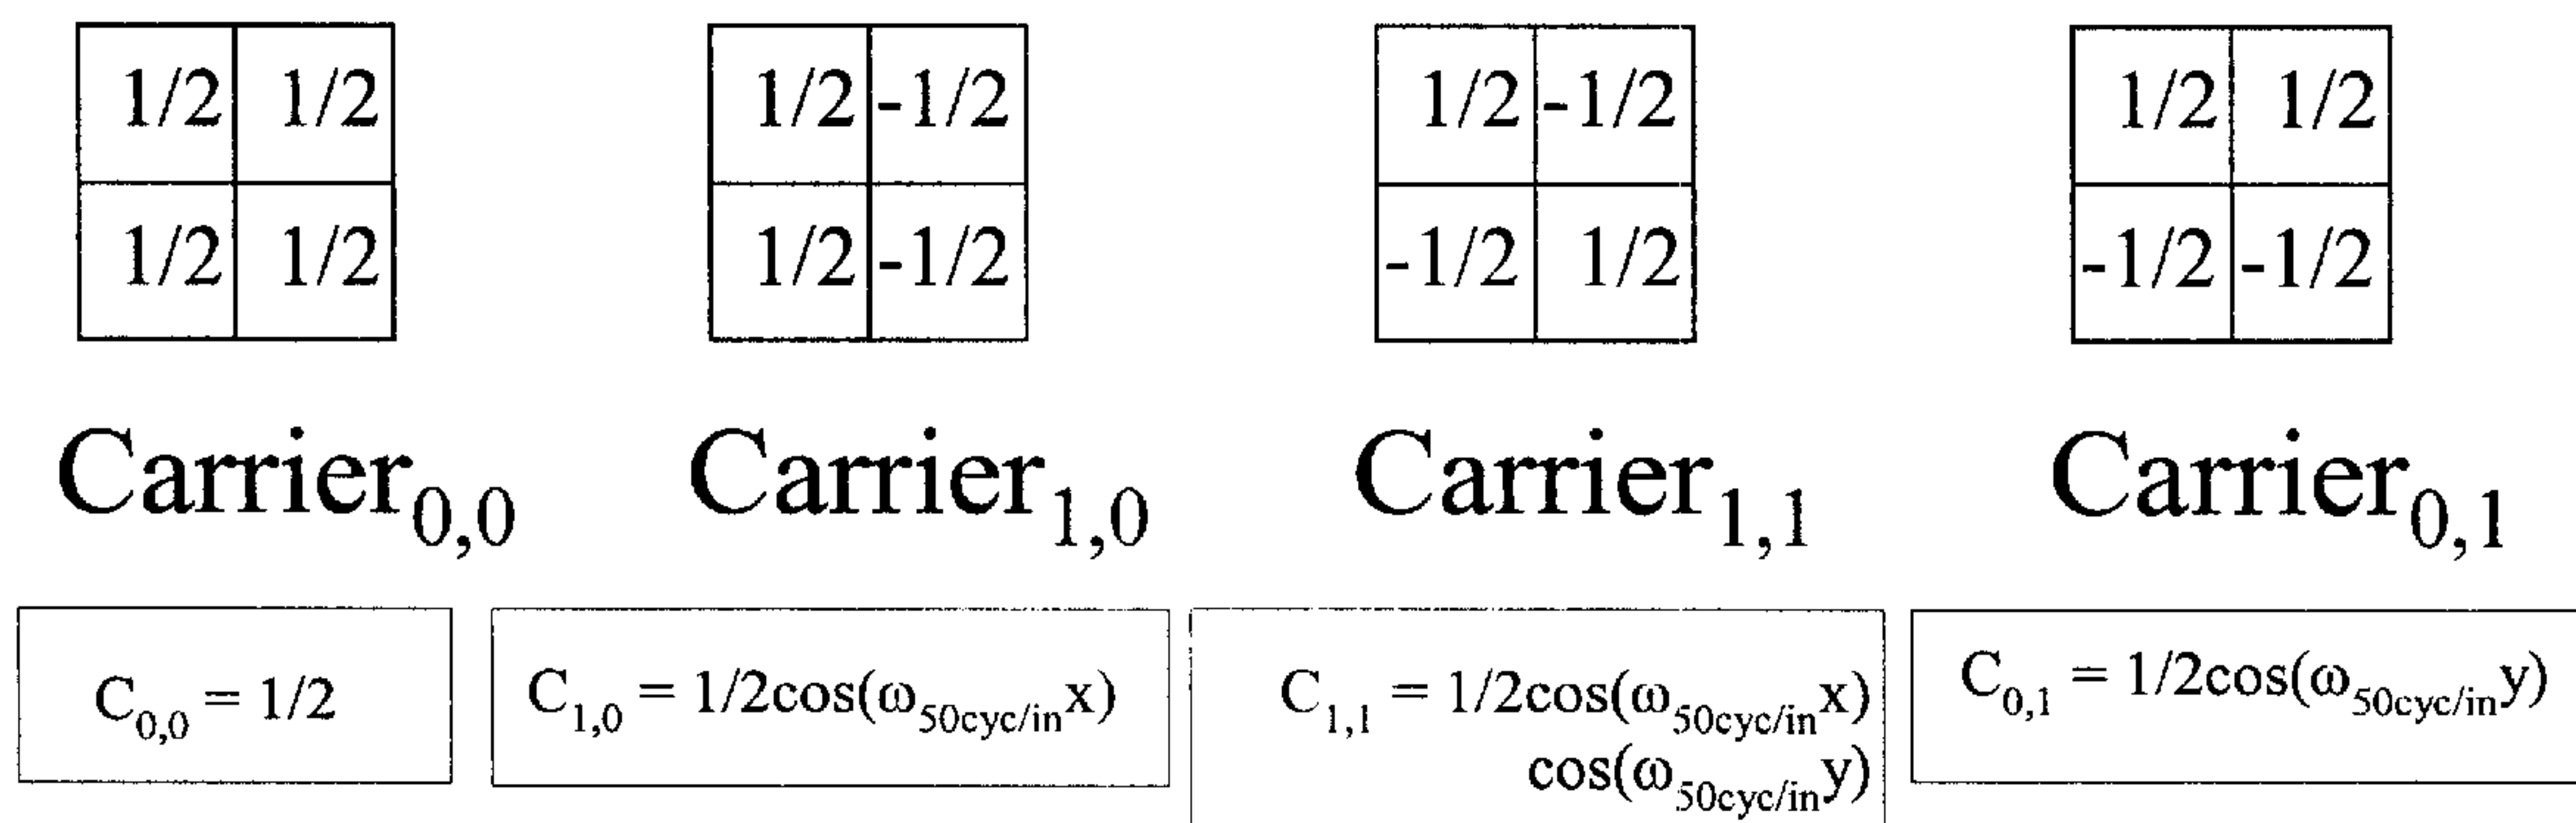 1/2 1/2 1/2 -1/2 1/2 -1/2 1/2 1/2
1/2 1/2 1/2 -1/2 -1/2 1/2 -1/2 -1/2
Carrier0,0 Carrier1,0 Carrier1,1 Carrier0,1
C0,0 = 1/2 C1,0 = 1/2cos(ω50cyc/inx) C1,1 = 1/2cos(ω50cyc/inx) C0,1 = 1/2cos(ω50cyc/iny)
cos(ω50cyc/iny)